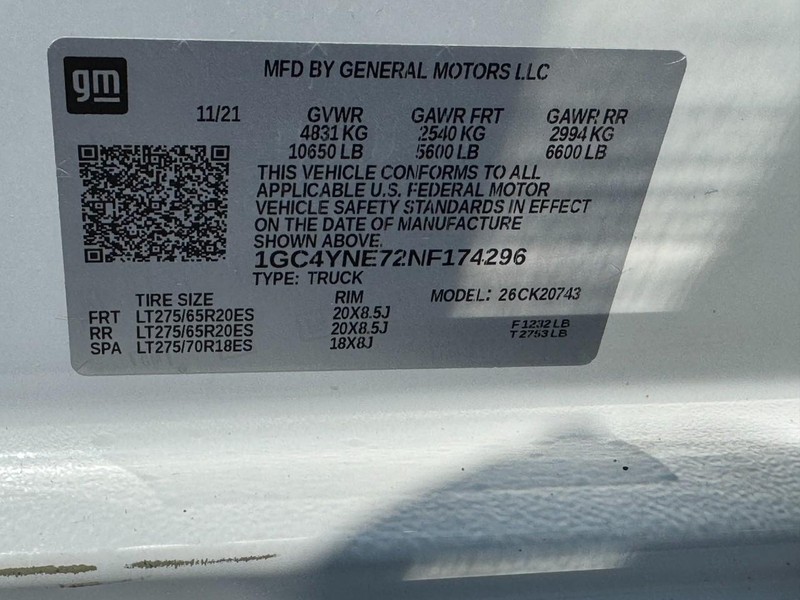 gm
MFD BY GENERAL MOTORS LLC
11/21 GVWR GAWR FRT GAWR RR
4831 KG 2540 KG 2994 KG
10650 LB 5600 LB 6600 LB
THIS VEHICLE CONFORMS TO ALL
APPLICABLE U.S. FEDERAL MOTOR
VEHICLE SAFETY STANDARDS IN EFFECT
ON THE DATE OF MANUFACTURE
SHOWN ABOVE.
1GC4YNE72NF174296
TYPE: TRUCK
TIRE SIZE RIM MODEL: 26CK20743
FRT LT275/65R20ES 20X8.5J
RR LT275/65R20ES 20X8.5J
SPA LT275/70R18ES 18X8J
F 1232 LB
T 2753 LB